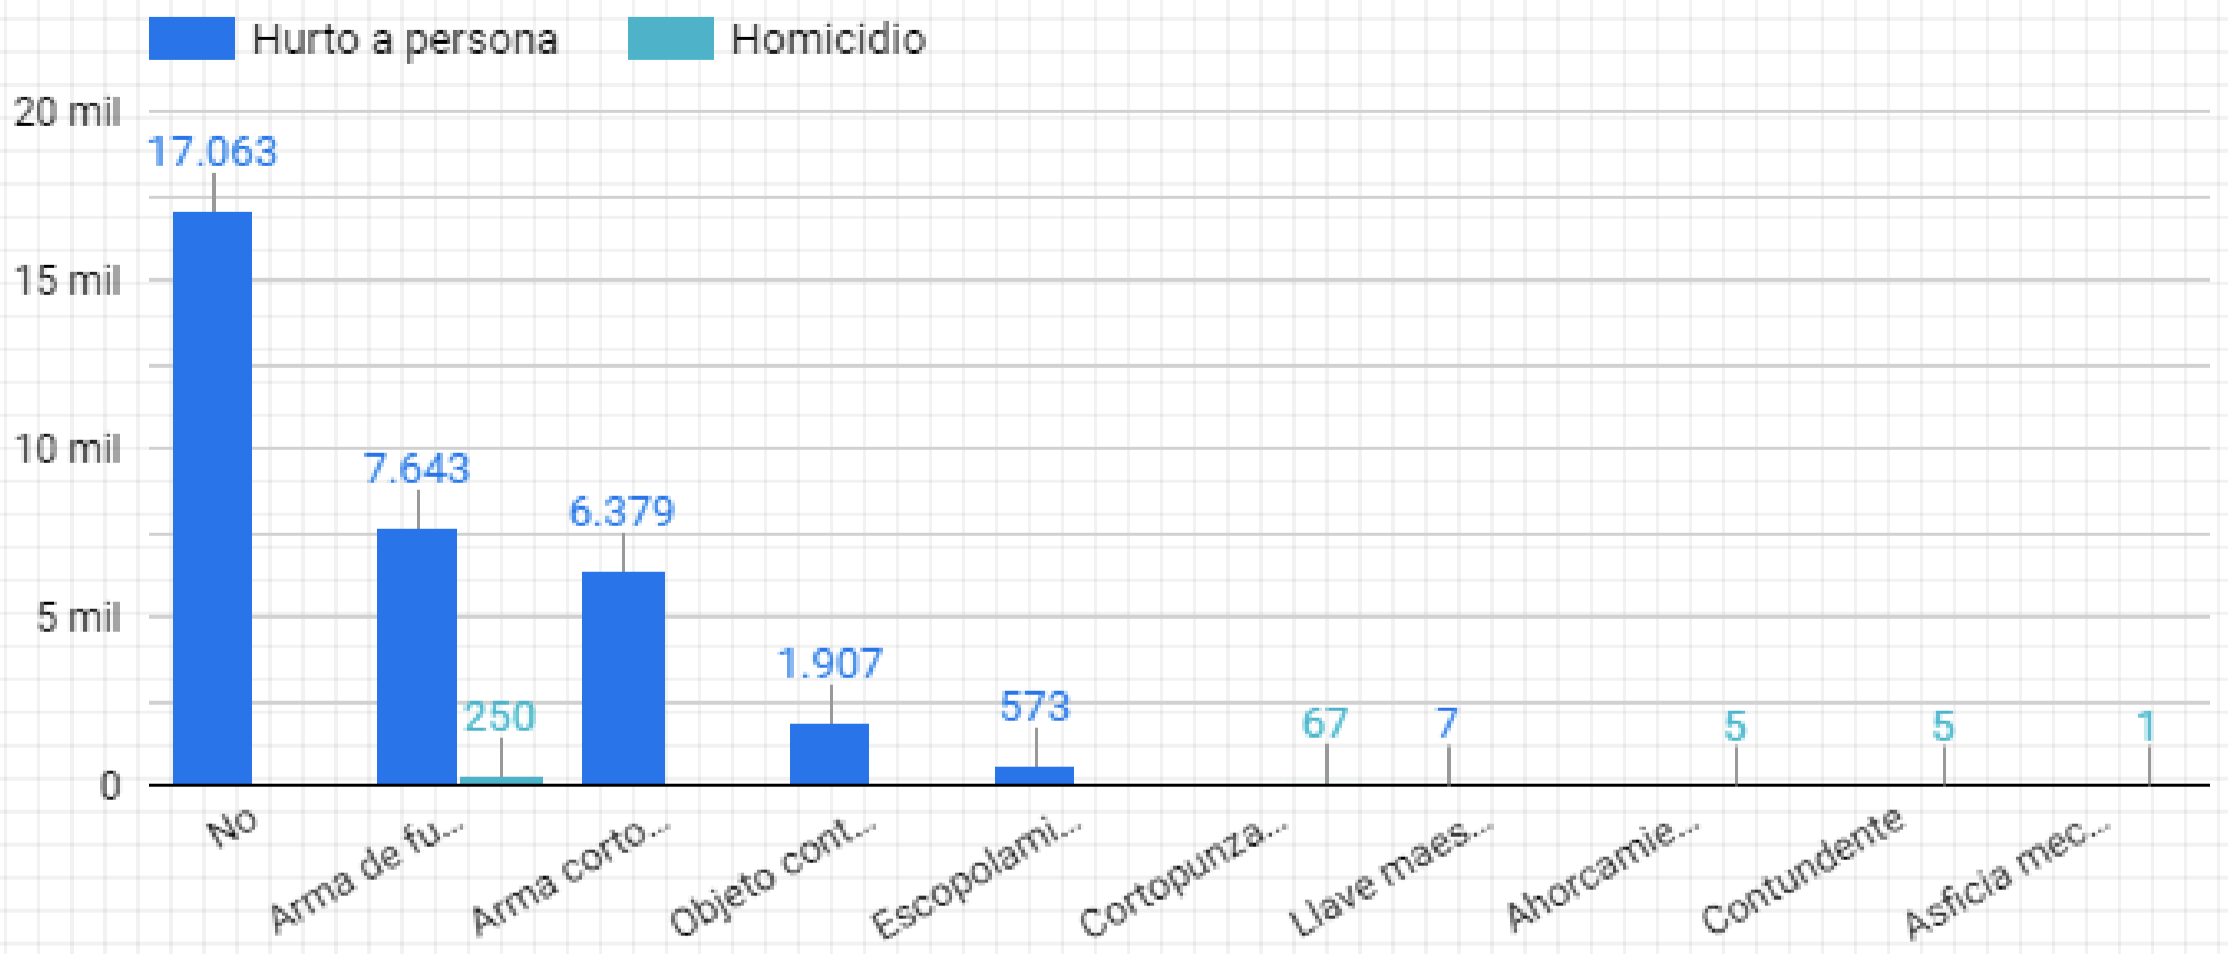 Hurto a persona
Homicidio
20 mil
15 mil
10 mil
5 mil
0
17.063
7.643
250
6.379
1.907
573
67
7
5
5
1
No
Arma de fu...
Arma corto...
Objeto cont...
Escopolami...
Cortopunza...
Llave maes...
Ahorcamie...
Contundente
Asficia mec...